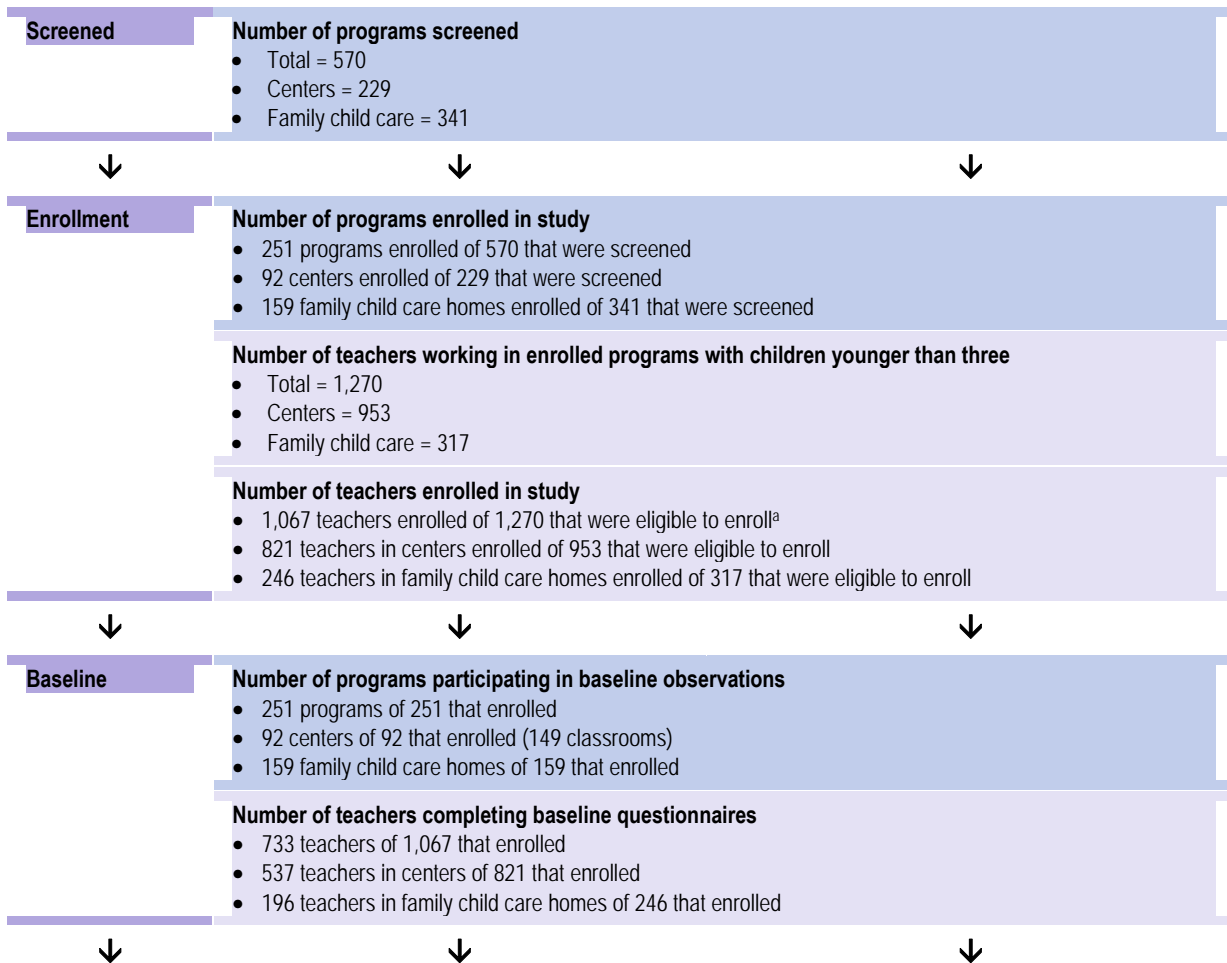 Screened
Number of programs screened
• Total = 570
• Centers = 229
• Family child care = 341
↓ ↓ ↓
Enrollment
Number of programs enrolled in study
• 251 programs enrolled of 570 that were screened
• 92 centers enrolled of 229 that were screened
• 159 family child care homes enrolled of 341 that were screened
Number of teachers working in enrolled programs with children younger than three
• Total = 1,270
• Centers = 953
• Family child care = 317
Number of teachers enrolled in study
• 1,067 teachers enrolled of 1,270 that were eligible to enrollᵃ
• 821 teachers in centers enrolled of 953 that were eligible to enroll
• 246 teachers in family child care homes enrolled of 317 that were eligible to enroll
↓ ↓ ↓
Baseline
Number of programs participating in baseline observations
• 251 programs of 251 that enrolled
• 92 centers of 92 that enrolled (149 classrooms)
• 159 family child care homes of 159 that enrolled
Number of teachers completing baseline questionnaires
• 733 teachers of 1,067 that enrolled
• 537 teachers in centers of 821 that enrolled
• 196 teachers in family child care homes of 246 that enrolled
↓ ↓ ↓